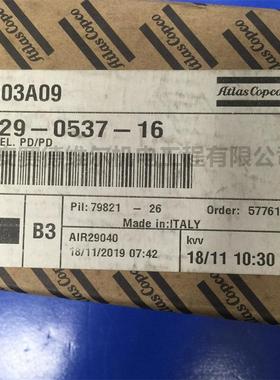 Atlas Copco
03A09
Atlas Copco
29-0537-16
EL. PD/PD
Pil: 79821 - 26
Order: 57761
Made in: ITALY
B3
AIR29040
18/11/2019 07:42
kvv
18/11 10:30